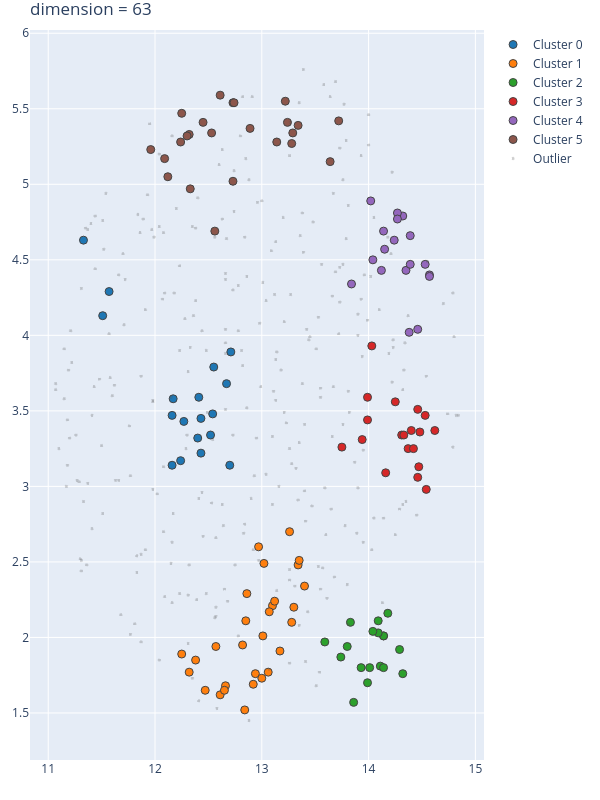 dimension = 63
6
5.5
5
4.5
4
3.5
3
2.5
2
1.5
11
12
13
14
15
Cluster 0
Cluster 1
Cluster 2
Cluster 3
Cluster 4
Cluster 5
Outlier